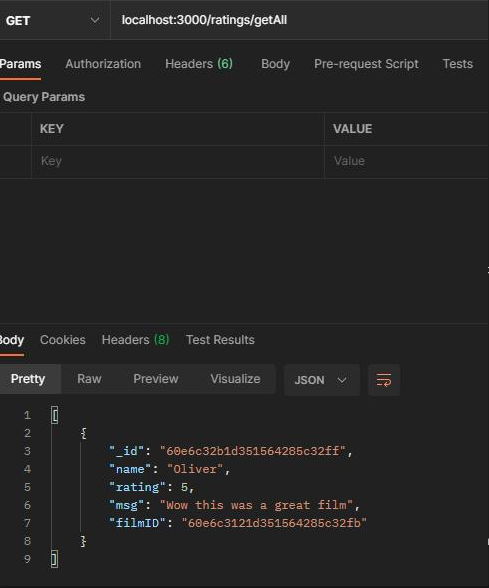 GET localhost:3000/ratings/getAll
Params Authorization Headers (6) Body Pre-request Script Tests
Query Params
KEY VALUE
Key Value
Body Cookies Headers (8) Test Results
Pretty Raw Preview Visualize JSON
1 [
2 {
3 "_id": "60e6c32b1d351564285c32ff",
4 "name": "Oliver",
5 "rating": 5,
6 "msg": "Wow this was a great film",
7 "filmID": "60e6c3121d351564285c32fb"
8 }
9 ]